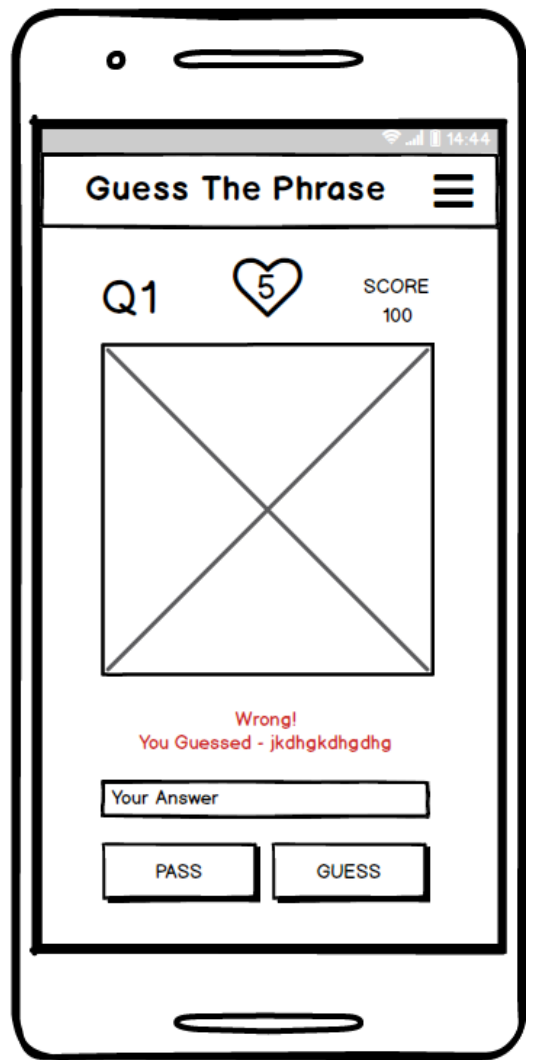 14:44
Guess The Phrase
Q1
5
SCORE
100
Wrong!
You Guessed - jkdhgkdhgdhg
Your Answer
PASS
GUESS